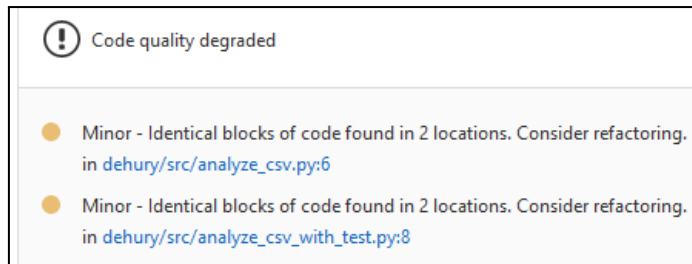 Code quality degraded
Minor - Identical blocks of code found in 2 locations. Consider refactoring.
in dehury/src/analyze_csv.py:6
Minor - Identical blocks of code found in 2 locations. Consider refactoring.
in dehury/src/analyze_csv_with_test.py:8